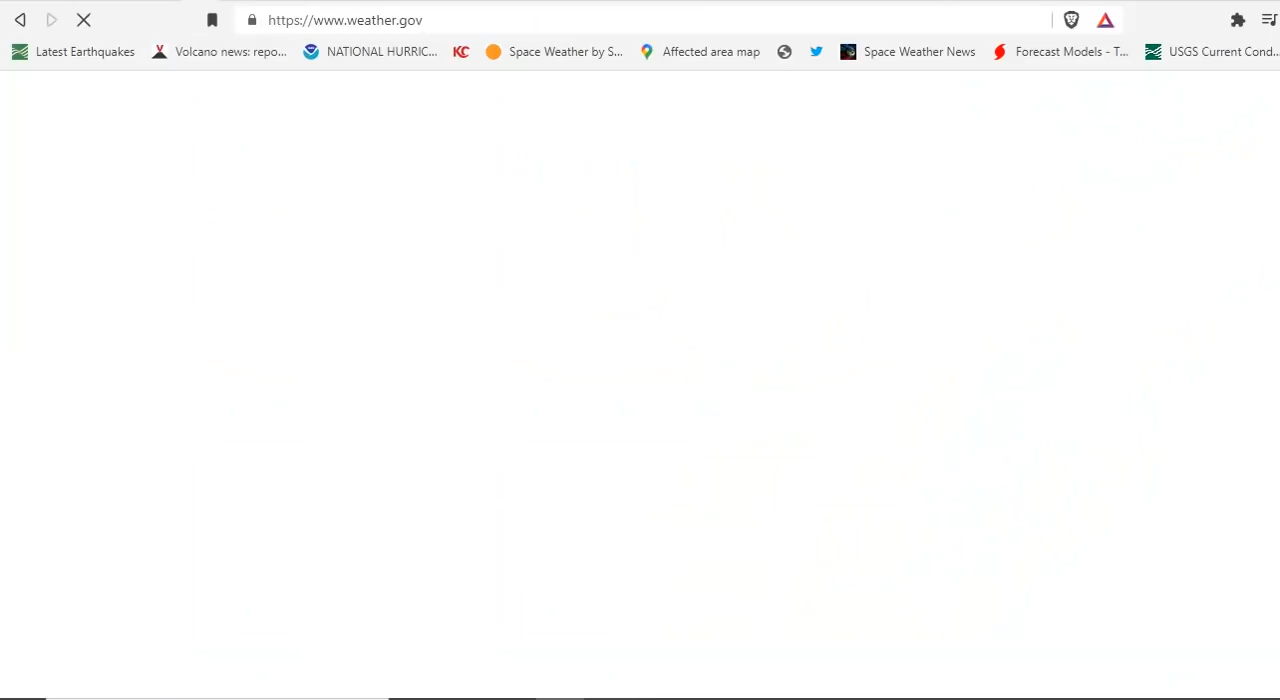 https://www.weather.gov
Latest Earthquakes Volcano news: repo... NATIONAL HURRIC... KC Space Weather by S... Affected area map Space Weather News Forecast Models - T... USGS Current Cond...